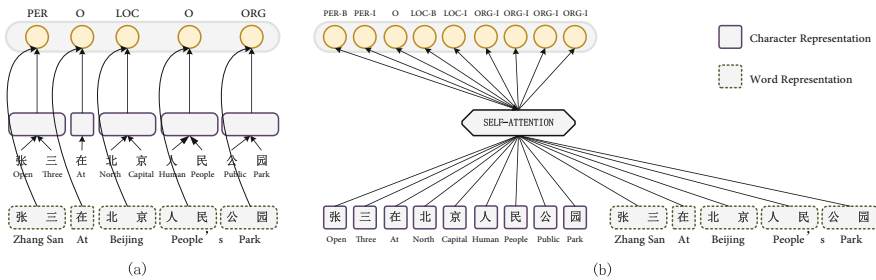 PER O LOC O ORG
张 三 在 北 京 人 民 公 园
Open Three At North Capital Human People Public Park
张 三 在 北 京 人 民 公 园
Zhang San At Beijing People's Park
(a)
PER-B PER-I O LOC-B LOC-I ORG-I ORG-I ORG-I ORG-I
SELF-ATTENTION
张 三 在 北 京 人 民 公 园
Open Three At North Capital Human People Public Park
张 三 在 北 京 人 民 公 园
Zhang San At Beijing People's Park
(b)
Character Representation
Word Representation